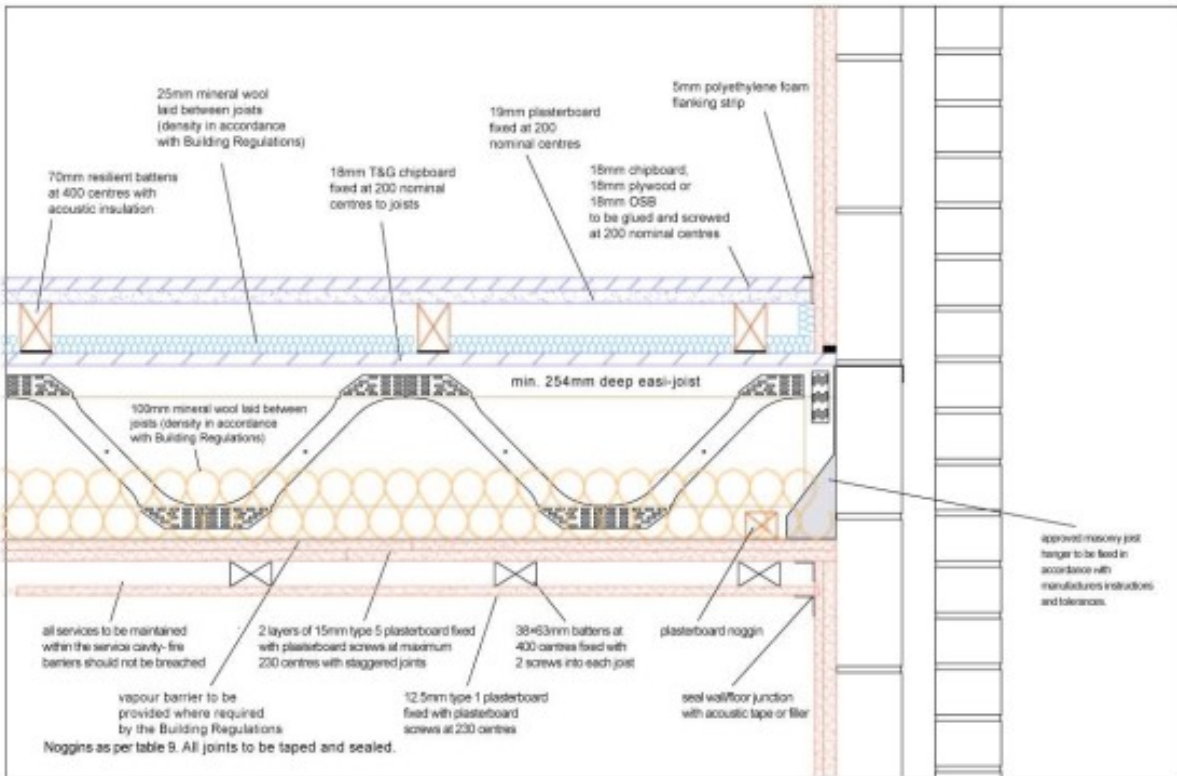 25mm mineral wool
laid between joists
(density in accordance
with Building Regulations)
19mm plasterboard
fixed at 200
nominal centres
5mm polyethylene foam
flanking strip
70mm resilient battens
at 400 centres with
acoustic insulation
18mm T&G chipboard
fixed at 200 nominal
centres to joists
18mm chipboard,
18mm plywood or
18mm OSB
to be glued and screwed
at 200 nominal centres
min. 254mm deep easi-joist
100mm mineral wool laid between
joists (density in accordance
with Building Regulations)
approved masonry joist
hanger to be fixed in
accordance with
manufacturers instructions
and tolerances.
all services to be maintained
within the service cavity- fire
barriers should not be breached
2 layers of 15mm type 5 plasterboard fixed
with plasterboard screws at maximum
230 centres with staggered joints
38×63mm battens at
400 centres fixed with
2 screws into each joist
plasterboard noggin
vapour barrier to be
provided where required
by the Building Regulations
12.5mm type 1 plasterboard
fixed with plasterboard
screws at 230 centres
seal wall/floor junction
with acoustic tape or filler
Noggins as per table 9. All joints to be taped and sealed.